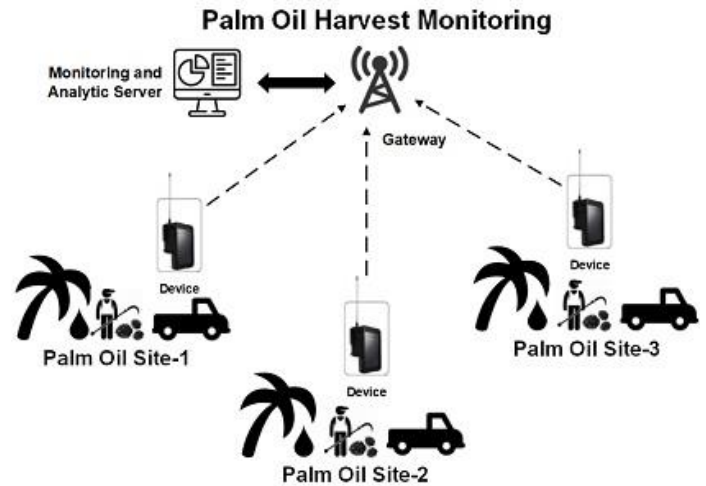 Palm Oil Harvest Monitoring
Monitoring and
Analytic Server
Gateway
Device
Palm Oil Site-1
Device
Palm Oil Site-3
Device
Palm Oil Site-2